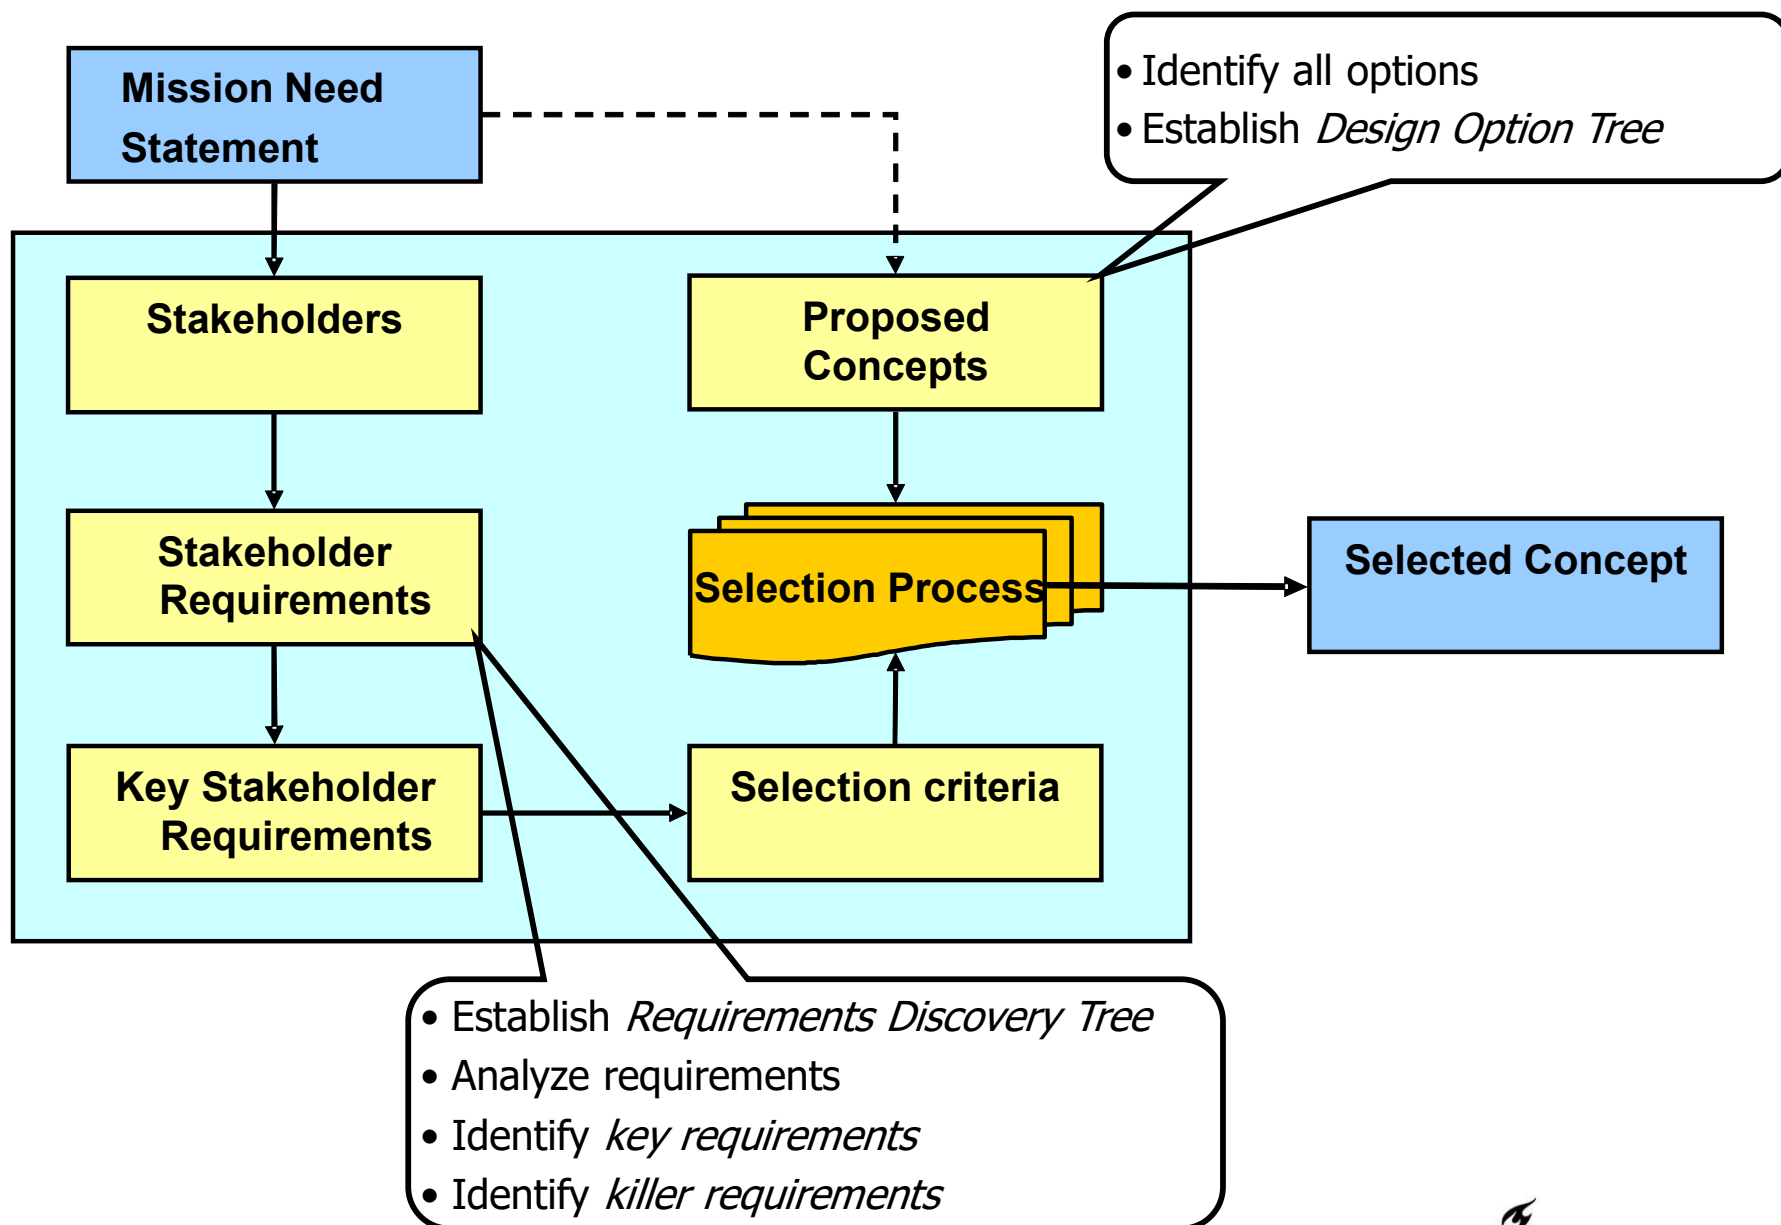 Mission Need
Statement
• Identify all options
• Establish Design Option Tree
Stakeholders
Proposed
Concepts
Stakeholder
Requirements
Selection Process
Selected Concept
Key Stakeholder
Requirements
Selection criteria
• Establish Requirements Discovery Tree
• Analyze requirements
• Identify key requirements
• Identify killer requirements